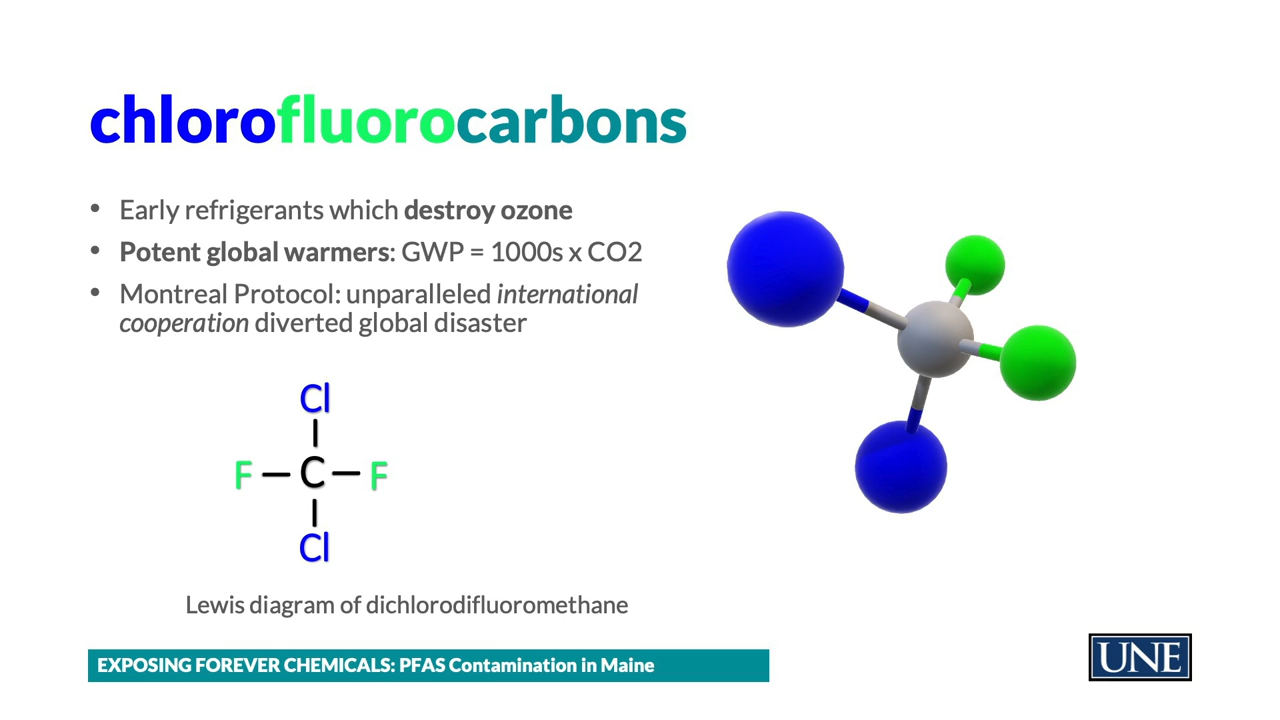 chlorofluorocarbons
• Early refrigerants which destroy ozone
• Potent global warmers: GWP = 1000s x CO2
• Montreal Protocol: unparalleled international
cooperation diverted global disaster
Cl
F – C – F
Cl
Lewis diagram of dichlorodifluoromethane
EXPOSING FOREVER CHEMICALS: PFAS Contamination in Maine
UNE